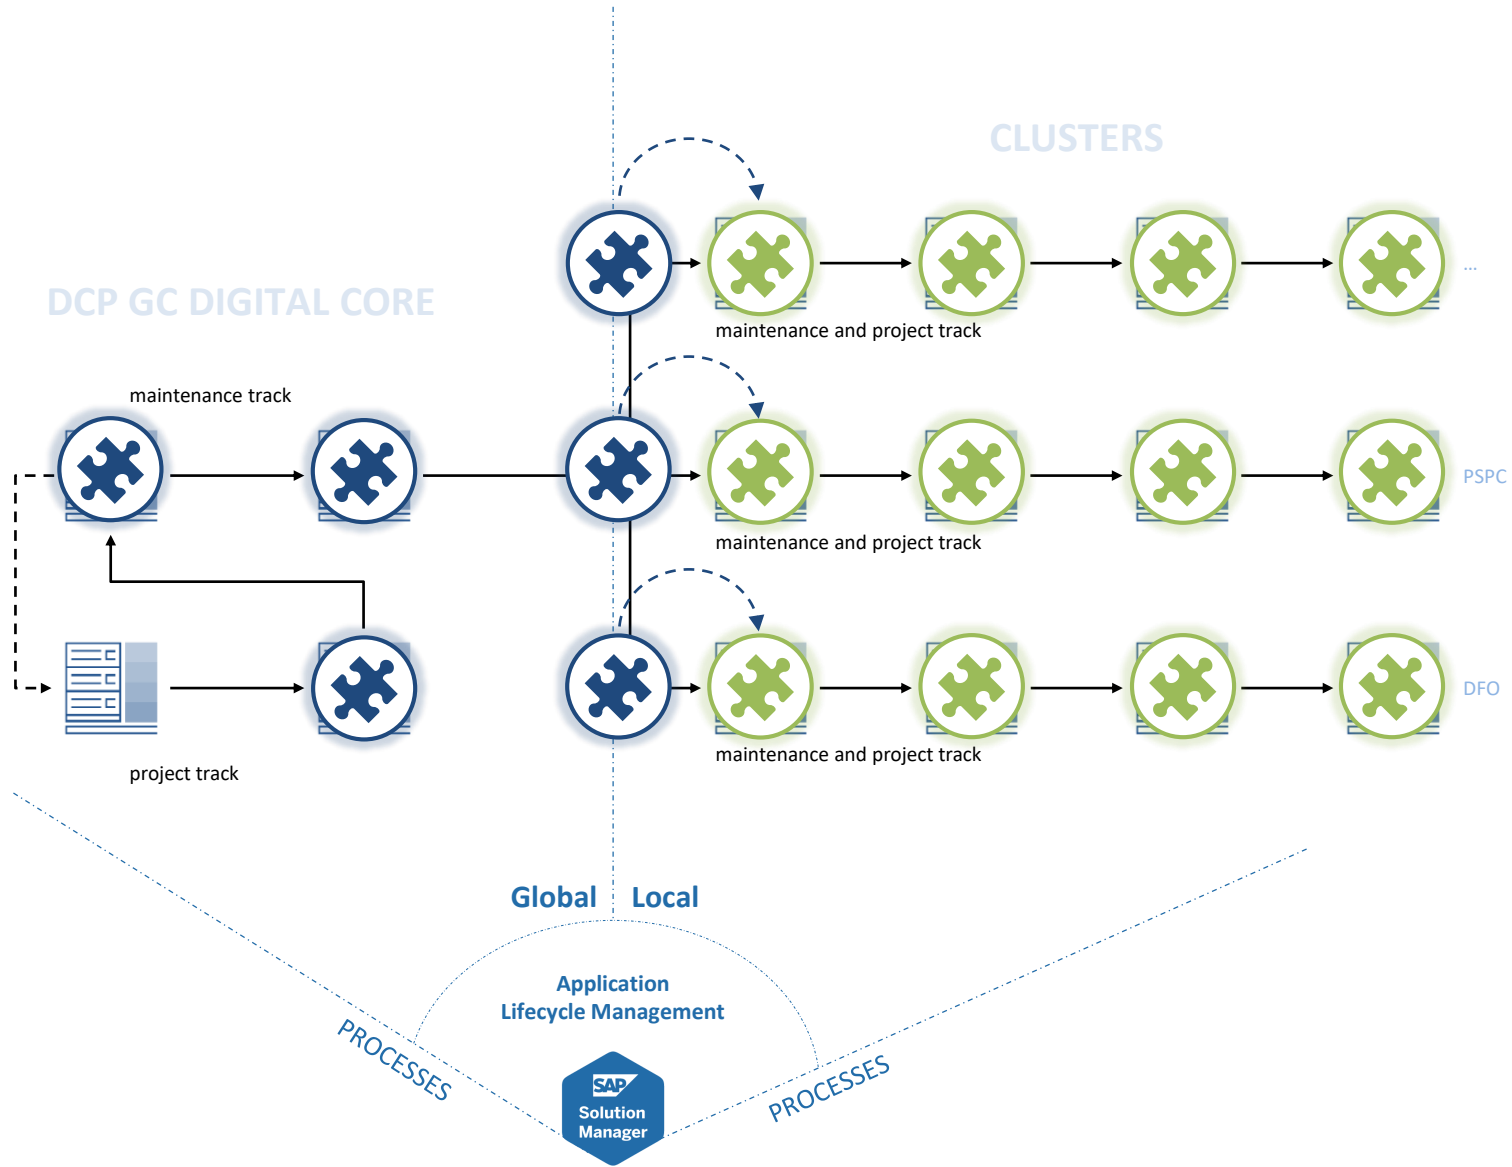 CLUSTERS
DCP GC DIGITAL CORE
...
maintenance and project track
maintenance track
PSPC
maintenance and project track
DFO
maintenance and project track
project track
Global
Local
Application
Lifecycle Management
PROCESSES
PROCESSES
SAP
Solution
Manager